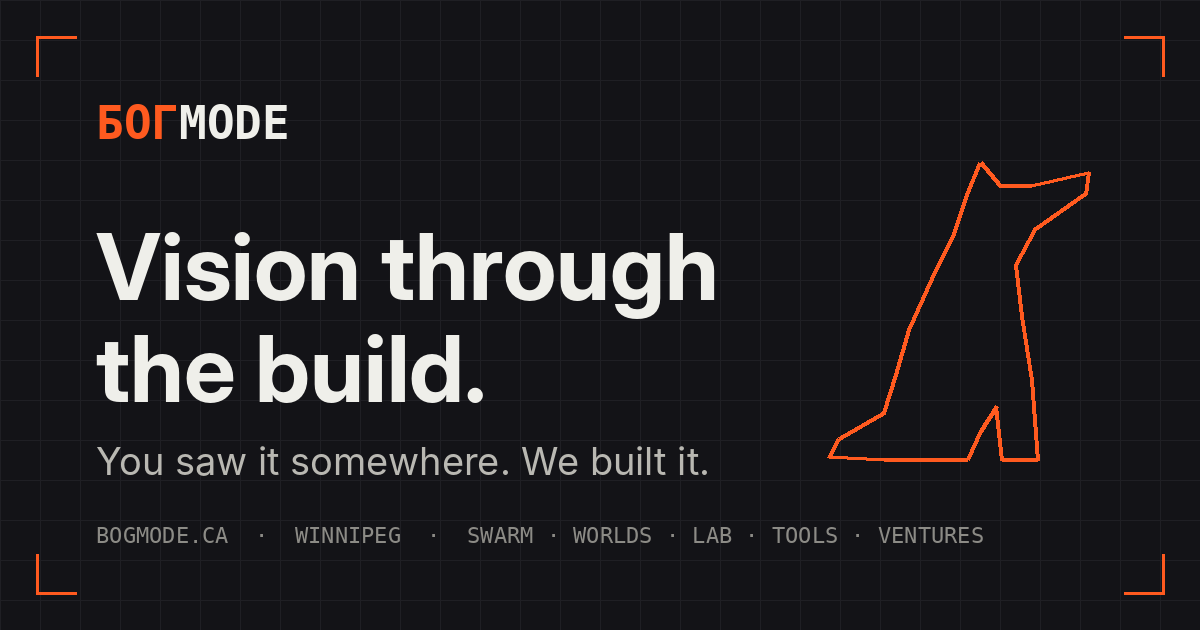 БОГMODE
Vision through
the build.
You saw it somewhere. We built it.
BOGMODE.CA · WINNIPEG · SWARM · WORLDS · LAB · TOOLS · VENTURES